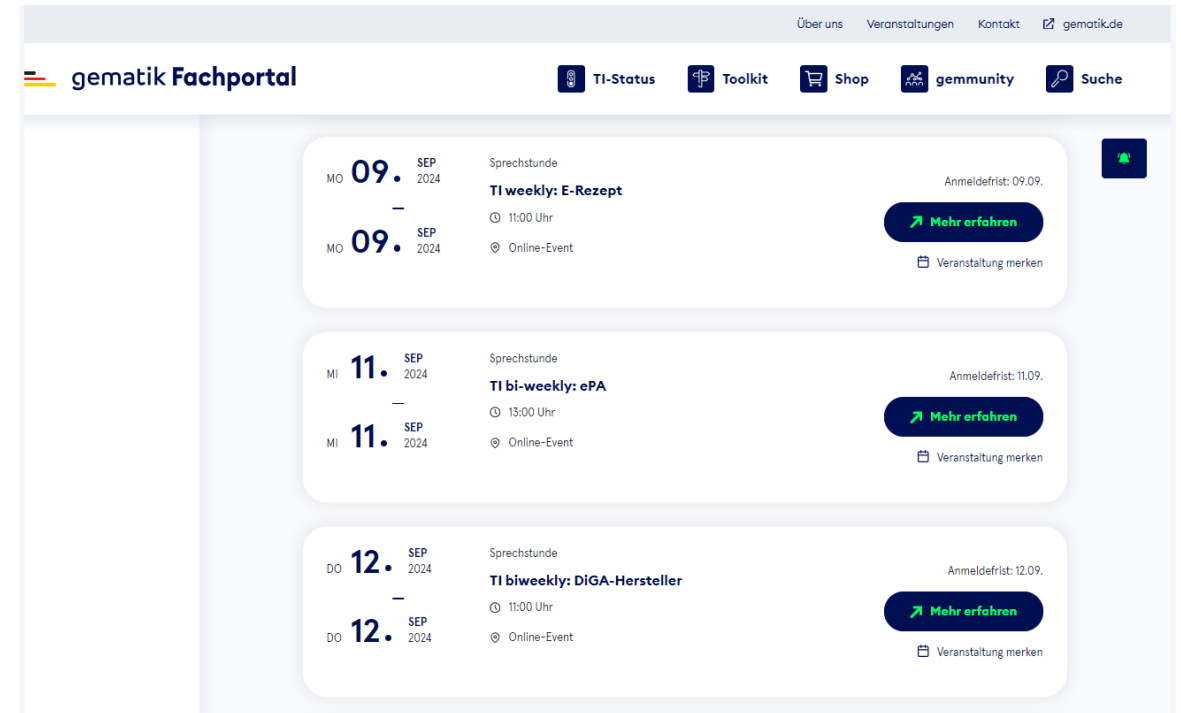 Über uns Veranstaltungen Kontakt gematik.de
gematik Fachportal TI-Status Toolkit Shop gemmunity Suche
MO 09. SEP 2024
–
MO 09. SEP 2024
Sprechstunde
TI weekly: E-Rezept
11:00 Uhr
Online-Event
Anmeldefrist: 09.09.
Mehr erfahren
Veranstaltung merken
MI 11. SEP 2024
–
MI 11. SEP 2024
Sprechstunde
TI bi-weekly: ePA
13:00 Uhr
Online-Event
Anmeldefrist: 11.09.
Mehr erfahren
Veranstaltung merken
DO 12. SEP 2024
–
DO 12. SEP 2024
Sprechstunde
TI biweekly: DiGA-Hersteller
11:00 Uhr
Online-Event
Anmeldefrist: 12.09.
Mehr erfahren
Veranstaltung merken